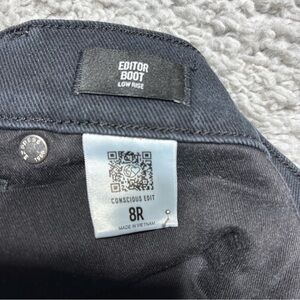 EDITOR
BOOT
LOW RISE
CONSCIOUS EDIT
8R
MADE IN VIETNAM